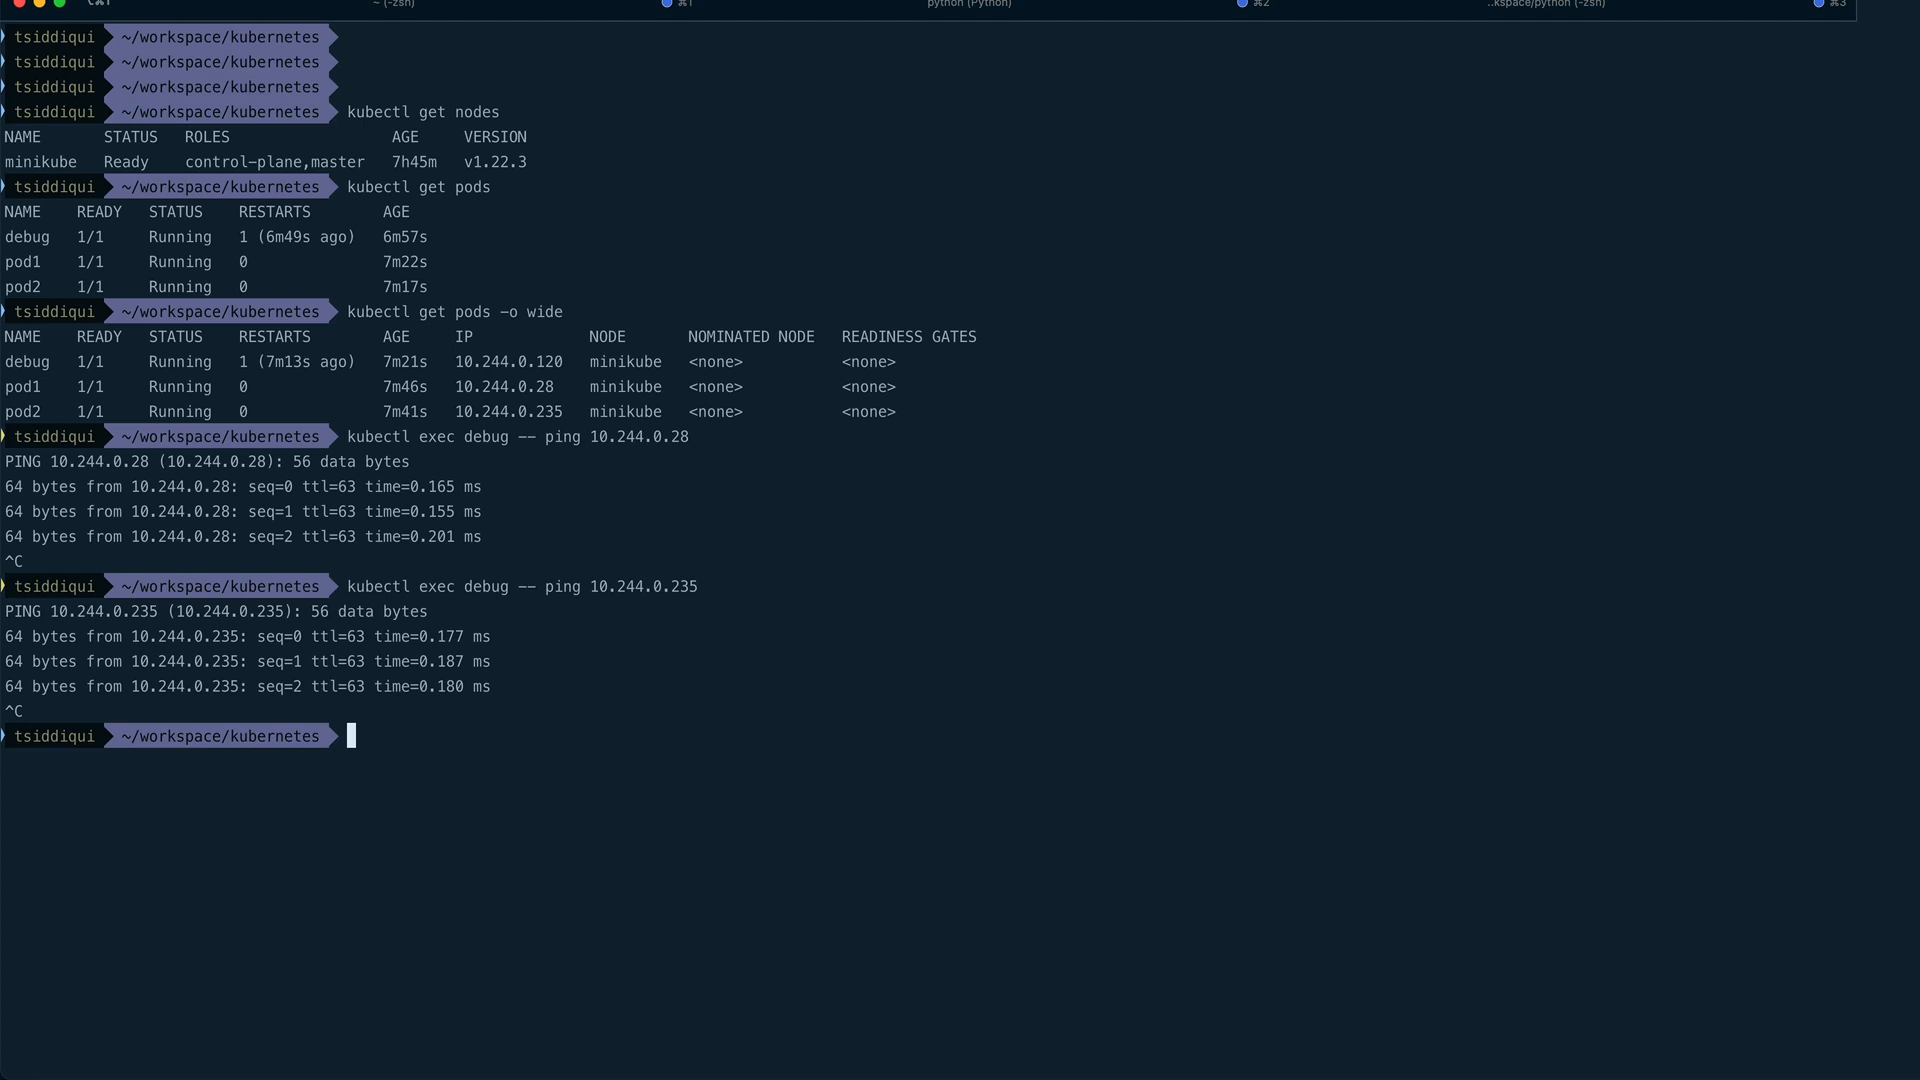 ~ (-zsh) ⌘1 python (Python) ⌘2 ..kspace/python (-zsh) ⌘3
tsiddiqui ~/workspace/kubernetes
tsiddiqui ~/workspace/kubernetes
tsiddiqui ~/workspace/kubernetes
tsiddiqui ~/workspace/kubernetes kubectl get nodes
NAME STATUS ROLES AGE VERSION
minikube Ready control-plane,master 7h45m v1.22.3
tsiddiqui ~/workspace/kubernetes kubectl get pods
NAME READY STATUS RESTARTS AGE
debug 1/1 Running 1 (6m49s ago) 6m57s
pod1 1/1 Running 0 7m22s
pod2 1/1 Running 0 7m17s
tsiddiqui ~/workspace/kubernetes kubectl get pods -o wide
NAME READY STATUS RESTARTS AGE IP NODE NOMINATED NODE READINESS GATES
debug 1/1 Running 1 (7m13s ago) 7m21s 10.244.0.120 minikube <none> <none>
pod1 1/1 Running 0 7m46s 10.244.0.28 minikube <none> <none>
pod2 1/1 Running 0 7m41s 10.244.0.235 minikube <none> <none>
tsiddiqui ~/workspace/kubernetes kubectl exec debug -- ping 10.244.0.28
PING 10.244.0.28 (10.244.0.28): 56 data bytes
64 bytes from 10.244.0.28: seq=0 ttl=63 time=0.165 ms
64 bytes from 10.244.0.28: seq=1 ttl=63 time=0.155 ms
64 bytes from 10.244.0.28: seq=2 ttl=63 time=0.201 ms
^C
tsiddiqui ~/workspace/kubernetes kubectl exec debug -- ping 10.244.0.235
PING 10.244.0.235 (10.244.0.235): 56 data bytes
64 bytes from 10.244.0.235: seq=0 ttl=63 time=0.177 ms
64 bytes from 10.244.0.235: seq=1 ttl=63 time=0.187 ms
64 bytes from 10.244.0.235: seq=2 ttl=63 time=0.180 ms
^C
tsiddiqui ~/workspace/kubernetes